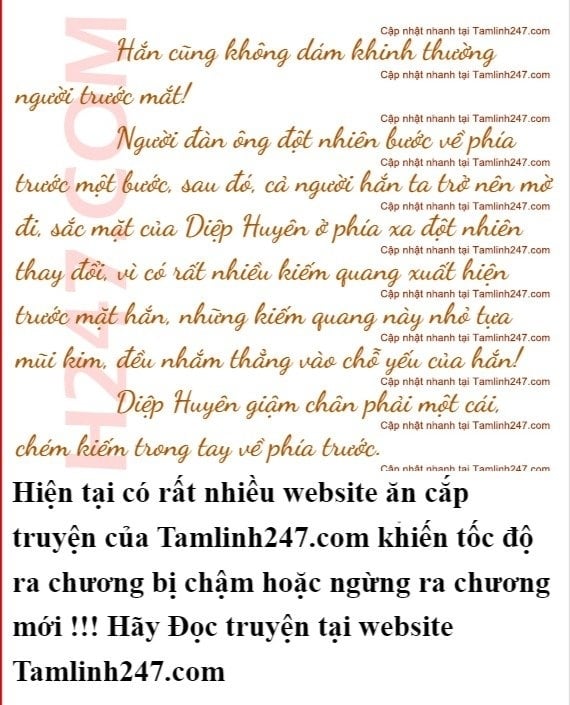 Cập nhật nhanh tại Tamlinh247.com
Hắn cũng không dám khinh thường
Cập nhật nhanh tại Tamlinh247.com
người trước mắt!
Cập nhật nhanh tại Tamlinh247.com
Người đàn ông đột nhiên bước về phía
Cập nhật nhanh tại Tamlinh247.com
trước một bước, sau đó, cả người hắn ta trở nên mờ
Cập nhật nhanh tại Tamlinh247.com
đi, sắc mặt của Diệp Huyên ở phía xa đột nhiên
Cập nhật nhanh tại Tamlinh247.com
thay đổi, vì có rất nhiều kiếm quang xuất hiện
Cập nhật nhanh tại Tamlinh247.com
trước mặt hắn, những kiếm quang này nhỏ tựa
Cập nhật nhanh tại Tamlinh247.com
mũi kim, đều nhắm thẳng vào chỗ yếu của hắn!
Cập nhật nhanh tại Tamlinh247.com
Diệp Huyên giậm chân phải một cái,
Cập nhật nhanh tại Tamlinh247.com
chém kiếm trong tay về phía trước.
Cập nhật nhanh tại Tamlinh247.com
H247 COM
Hiện tại có rất nhiều website ăn cắp
truyện của Tamlinh247.com khiến tốc độ
ra chương bị chậm hoặc ngừng ra chương
mới !!! Hãy Đọc truyện tại website
Tamlinh247.com